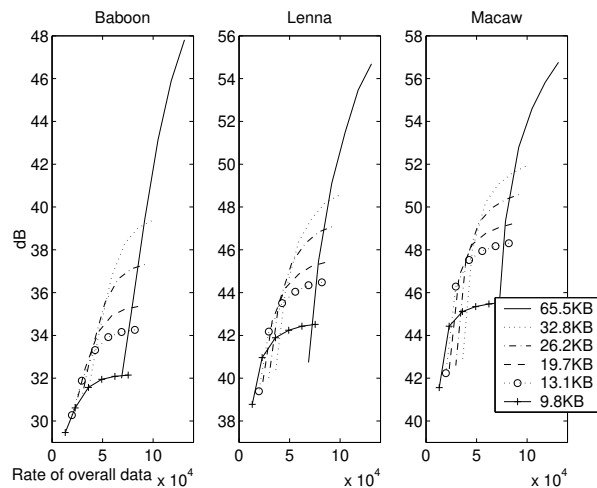 Baboon
Lenna
Macaw
dB
48
46
44
42
40
38
36
34
32
30
0
5
10
x 10^4
56
54
52
50
48
46
44
42
40
38
0
5
10
x 10^4
58
56
54
52
50
48
46
44
42
40
0
5
10
x 10^4
Rate of overall data
65.5KB
32.8KB
26.2KB
19.7KB
13.1KB
9.8KB